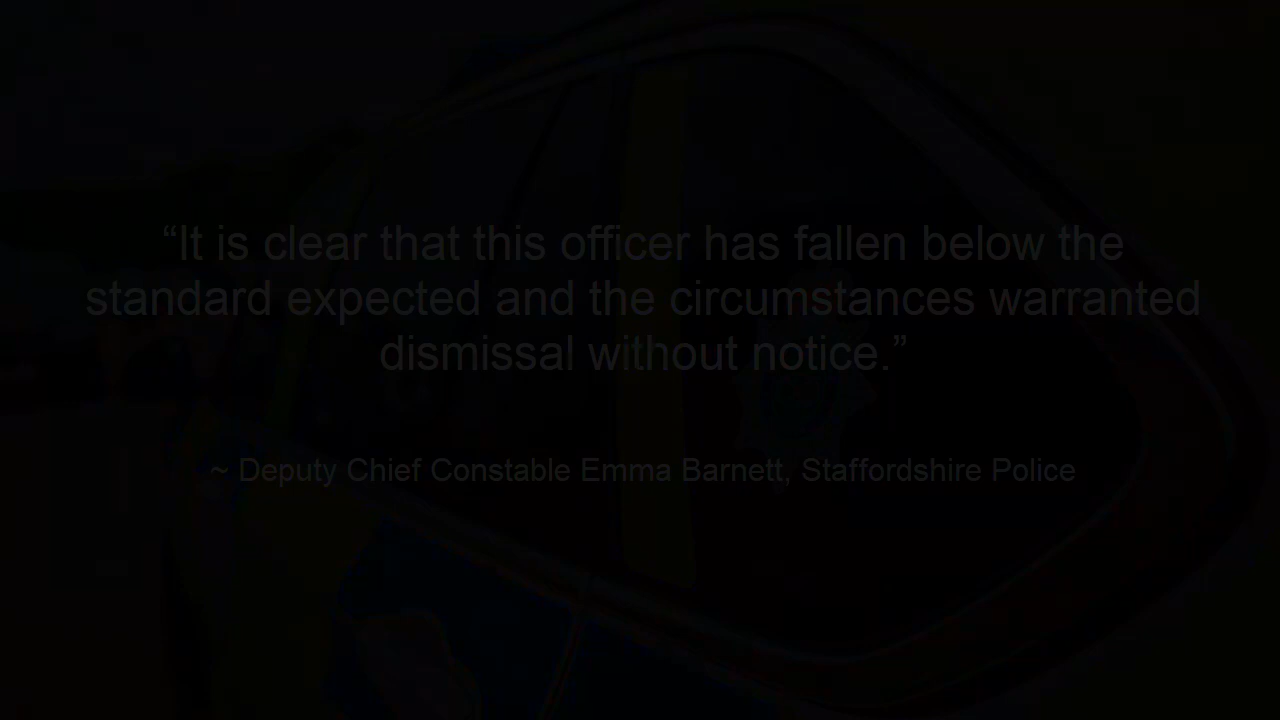 “It is clear that this officer has fallen below the
standard expected and the circumstances warranted
dismissal without notice.”
~ Deputy Chief Constable Emma Barnett, Staffordshire Police